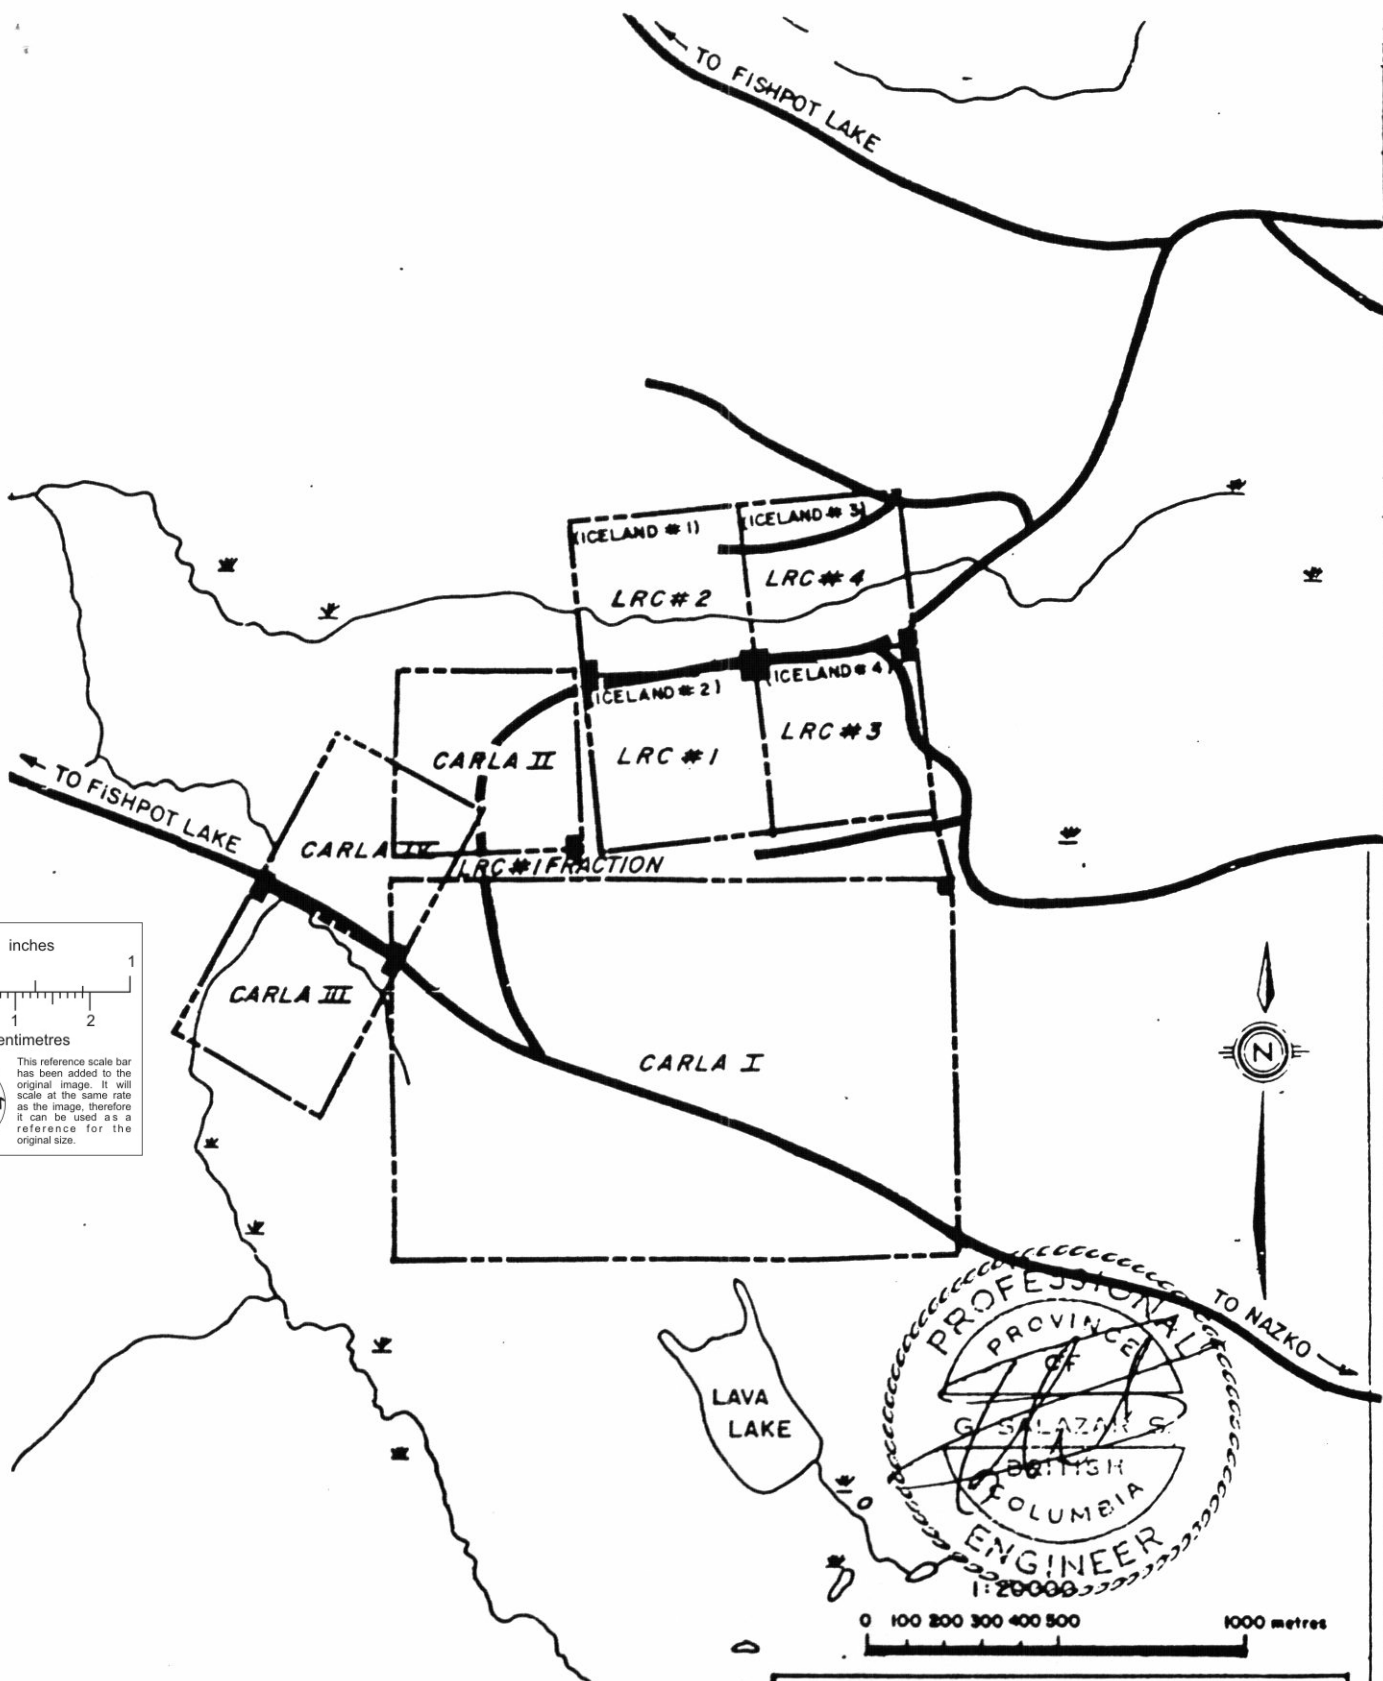 TO FISHPOT LAKE
(ICELAND # 1)
(ICELAND # 3)
LRC # 2
LRC # 4
(ICELAND # 2)
(ICELAND # 4)
LRC # 1
LRC # 3
CARLA II
TO FISHPOT LAKE
CARLA IV
LRC # 1 FRACTION
CARLA III
CARLA I
inches
1
1 2
entimetres
This reference scale bar
has been added to the
original image. It will
scale at the same rate
as the image, therefore
it can be used as a
reference for the
original size.
N
TO NAZKO
LAVA
LAKE
PROFESSIONAL
PROVINCE
OF
G. SALAZAR S.
BRITISH
COLUMBIA
ENGINEER
1:20000
0 100 200 300 400 500 1000 metres